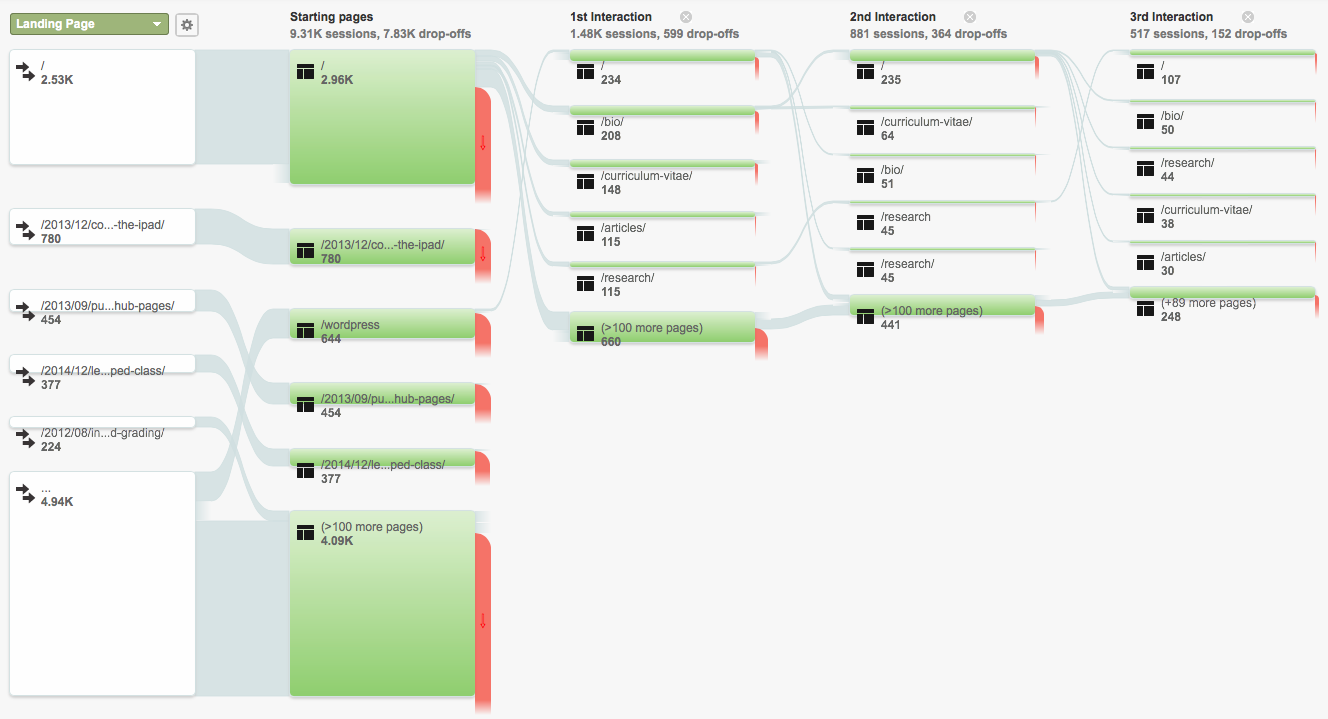 Landing Page
/
2.53K
/2013/12/co...-the-ipad/
780
/2013/09/pu...hub-pages/
454
/2014/12/le...ped-class/
377
/2012/08/in...d-grading/
224
...
4.94K
Starting pages
9.31K sessions, 7.83K drop-offs
/
2.96K
/2013/12/co...-the-ipad/
780
/wordpress
644
/2013/09/pu...hub-pages/
454
/2014/12/le...ped-class/
377
(>100 more pages)
4.09K
1st Interaction
1.48K sessions, 599 drop-offs
/
234
/bio/
208
/curriculum-vitae/
148
/articles/
115
/research/
115
(>100 more pages)
660
2nd Interaction
881 sessions, 364 drop-offs
/
235
/curriculum-vitae/
64
/bio/
51
/research
45
/research/
45
(>100 more pages)
441
3rd Interaction
517 sessions, 152 drop-offs
/
107
/bio/
50
/research/
44
/curriculum-vitae/
38
/articles/
30
(+89 more pages)
248